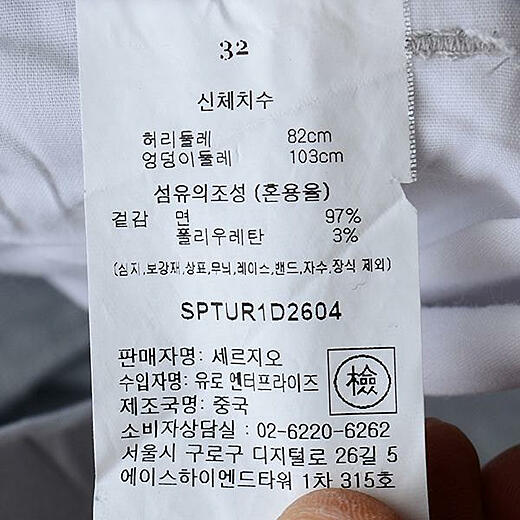 32
신체치수
허리둘레 82cm
엉덩이둘레 103cm
섬유의조성 (혼용율)
겉감 면 97%
폴리우레탄 3%
(심지,보강재,상표,무늬,레이스,밴드,자수,장식 제외)
SPTUR1D2604
판매자명: 세르지오
수입자명: 유로 엔터프라이즈
제조국명: 중국
檢
소비자상담실 : 02-6220-6262
서울시 구로구 디지털로 26길 5
에이스하이엔드타워 1차 315호